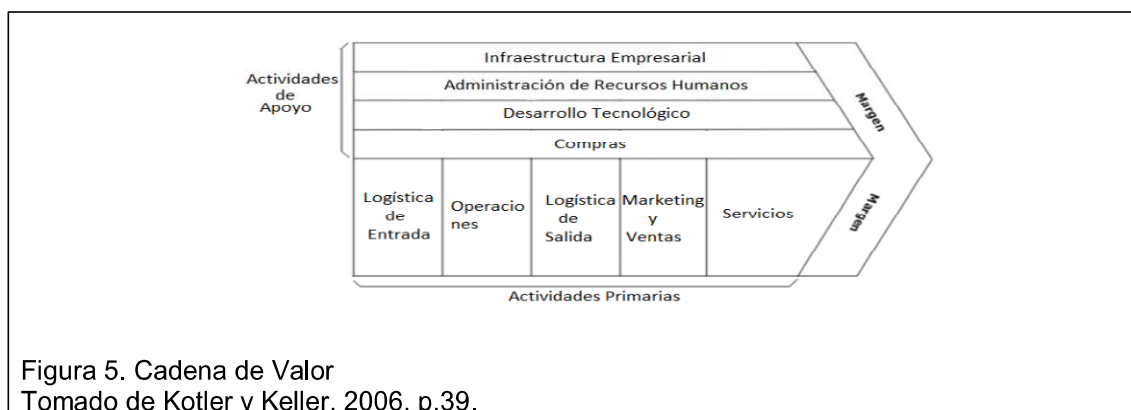 Infraestructura Empresarial
Actividades
de
Apoyo
Administración de Recursos Humanos
Desarrollo Tecnológico
Compras
Logística
de
Entrada
Operacio
nes
Logística
de
Salida
Marketing
y
Ventas
Servicios
Margen
Margen
Actividades Primarias
Figura 5. Cadena de Valor
Tomado de Kotler y Keller, 2006, p.39.